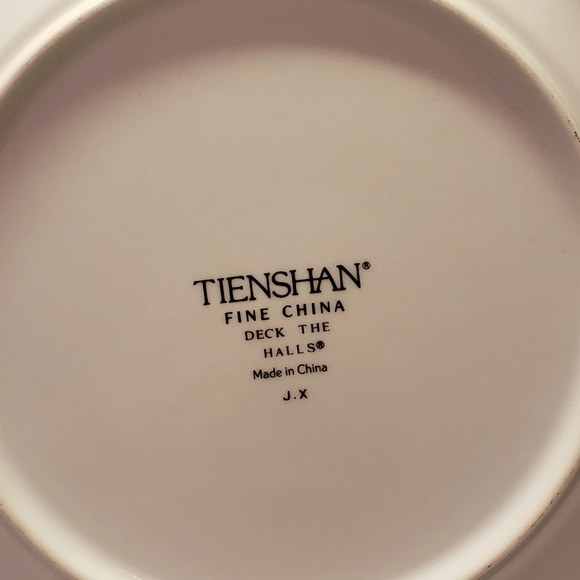 TIENSHAN®
FINE CHINA
DECK THE
HALLS®
Made in China
J.X